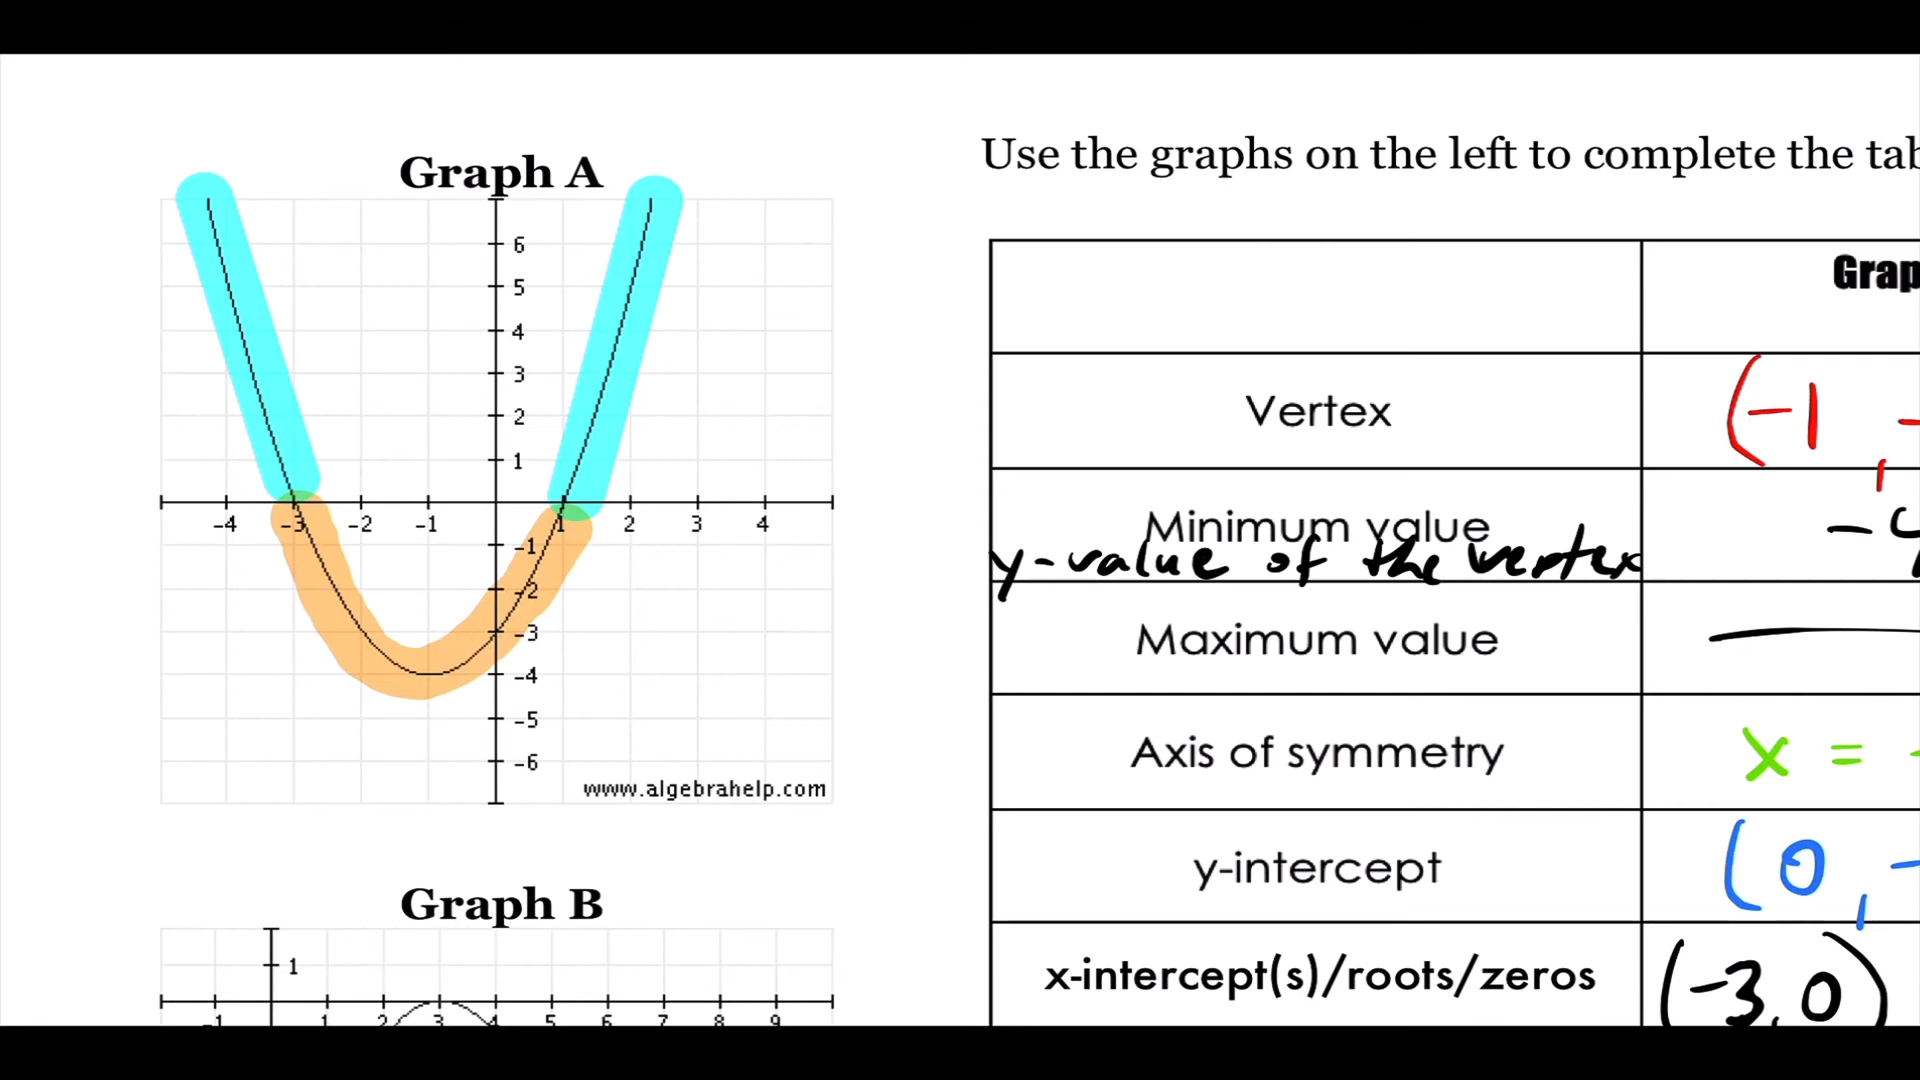 Graph A
6
5
4
3
2
1
-4 -3 -2 -1 1 2 3 4
-1
-2
-3
-4
-5
-6
www.algebrahelp.com
Graph B
1
-1 1 2 3 5 6 7 8 9
Use the graphs on the left to complete the tab
Grap
Vertex (-1, -
Minimum value -4
y-value of the vertex
Maximum value
Axis of symmetry x = -
y-intercept (0, -
x-intercept(s)/roots/zeros (-3,0)